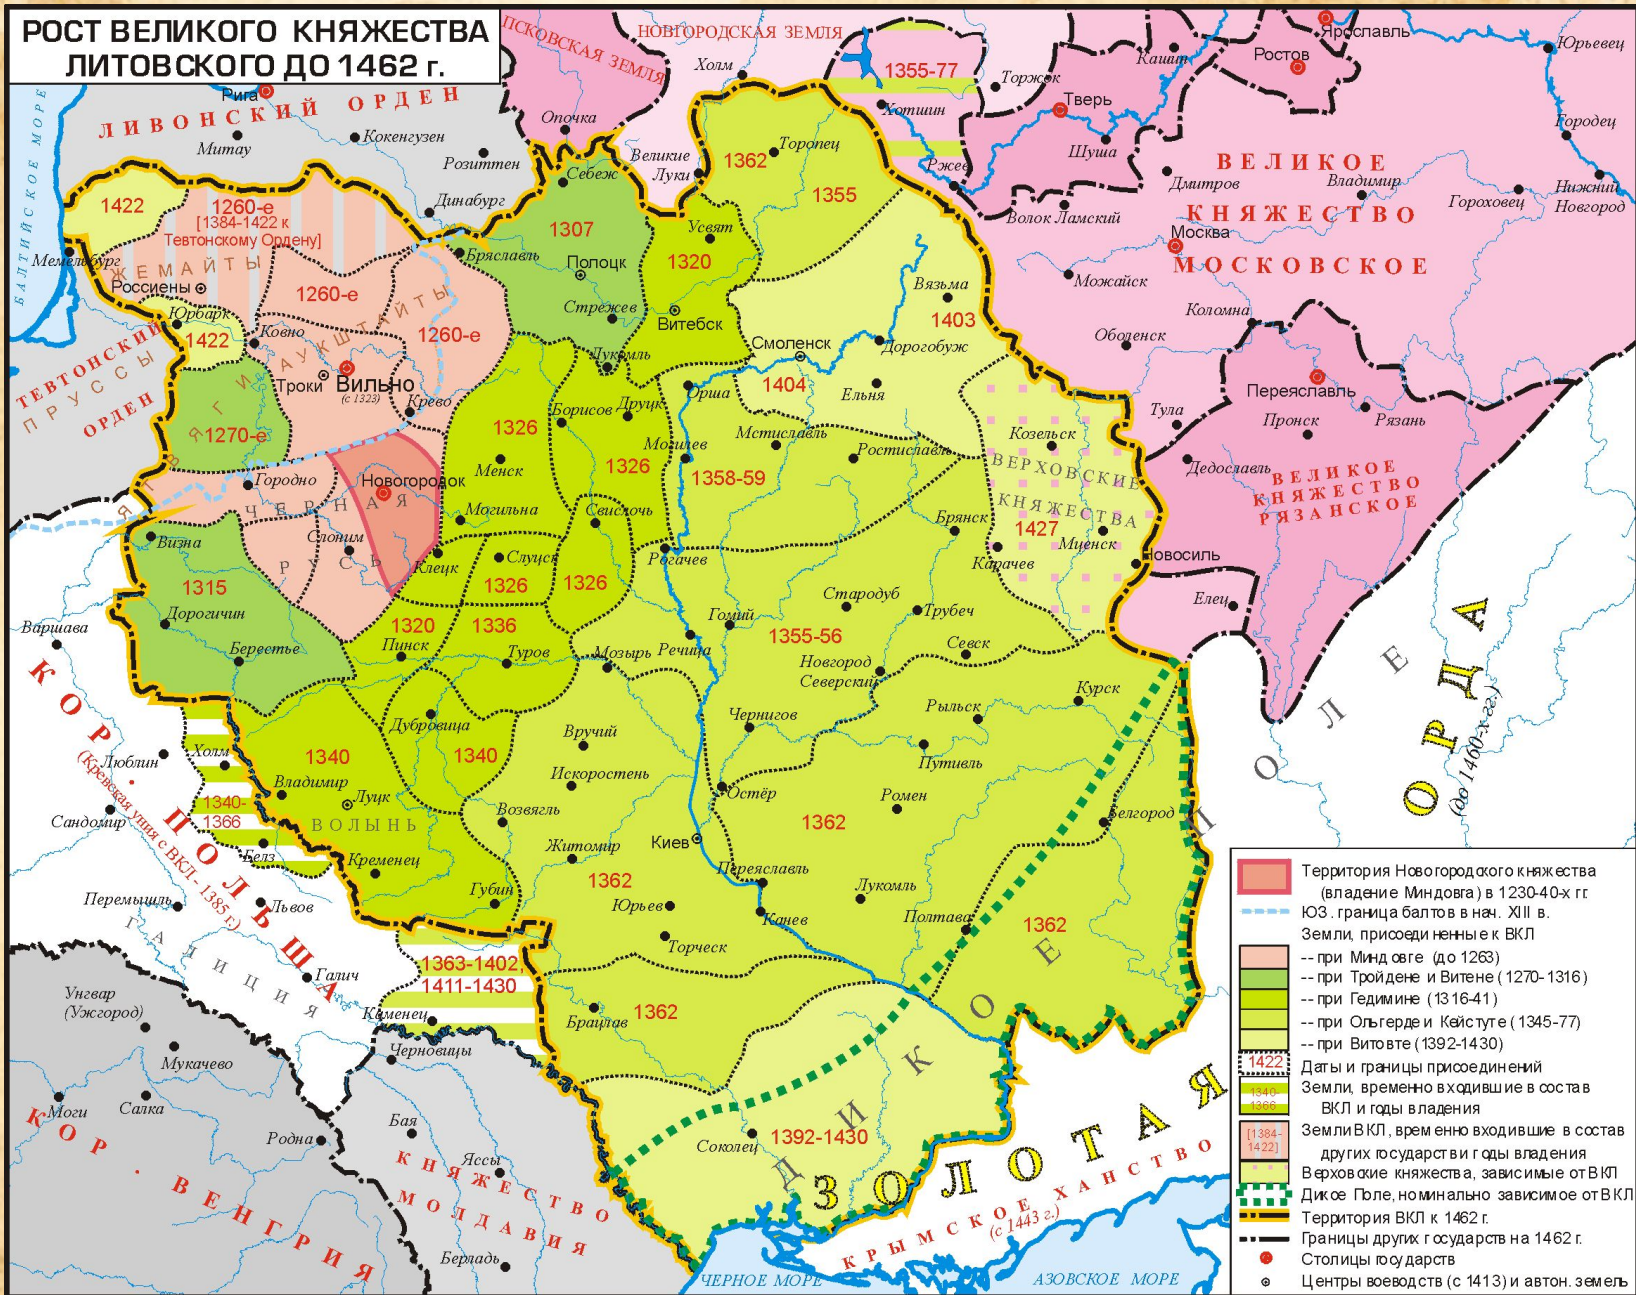 РОСТ ВЕЛИКОГО КНЯЖЕСТВА
ЛИТОВСКОГО ДО 1462 г.
ПСКОВСКАЯ ЗЕМЛЯ
НОВГОРОДСКАЯ ЗЕМЛЯ
Холм
1355-77
Торжок
Кашин
Ярославль
Ростов
Юрьевец
Рига
ЛИВОНСКИЙ ОРДЕН
Митау
Кокенгузен
Розиттен
Опочка
Великие
Луки
Хотшин
Тверь
Шуша
Городец
БАЛТИЙСКОЕ МОРЕ
Динабург
Себеж
1362
Торопец
1355
Ржев
Волок Ламский
Дмитров
ВЕЛИКОЕ
КНЯЖЕСТВО
МОСКОВСКОЕ
Владимир
Гороховец
Нижний
Новгород
Москва
Можайск
Коломна
Оболенск
1422
1260-е
[1384-1422 к
Тевтонскому Ордену]
ЖЕМАЙТЫ
Мемельбург
Россиены
Юрбарк
1422
1260-е
АУКШТАЙТЫ
1260-е
Бряславль
1307
Полоцк
Стрежев
Усвят
1320
Витебск
Вязьма
1403
Дорогобуж
Смоленск
1404
Ельня
ТЕВТОНСКИЙ
ОРДЕН
ПРУССЫ
ЯТВЯГИ
Ковно
Троки
Вильно
(с 1323)
Крево
1270-е
Лукомль
Орша
Борисов
Друцк
1326
1326
Менск
Могилев
Мстиславль
Ростиславль
1358-59
Козельск
ВЕРХОВСКИЕ
КНЯЖЕСТВА
1427
Мценск
Карачев
Новосиль
Тула
Дедославль
Переяславль
Пронск
Рязань
ВЕЛИКОЕ
КНЯЖЕСТВО
РЯЗАНСКОЕ
Елец
Городно
Новогородок
ЧЕРНАЯ
РУСЬ
Слоним
Клецк
Могильна
Свислочь
Слуцк
1326
1326
Рогачев
Брянск
Визна
1315
Дорогичин
Берестье
Варшава
1320
Пинск
1336
Туров
Мозырь
Речица
Гомий
1355-56
Стародуб
Трубеч
Новгород
Северский
Севск
Курск
Рыльск
Путивль
Чернигов
Дубровица
1340
1340
Владимир
Луцк
ВОЛЫНЬ
Кременец
Вручий
Искоростень
Возвягль
Житомир
Губин
Остёр
Киев
Ромен
1362
Белгород
Переяславль
Лукомль
Полтава
Канев
1362
Юрьев
Торческ
1362
КОР. ПОЛЬША
(Кревская уния с ВКЛ - 1385 г.)
Люблин
Холм
1340-
1366
Белз
Сандомир
Перемышль
Львов
ГАЛИЦИЯ
Галич
1363-1402,
1411-1430
Каменец
Черновицы
Брацлав
1362
Унгвар
(Ужгород)
Мукачево
Моги
Салка
Родна
КОР. ВЕНГРИЯ
Бая
Яссы
КНЯЖЕСТВО
МОЛДАВИЯ
Берладь
Соколец
1392-1430
ДИКОЕ ПОЛЕ
ЗОЛОТАЯ ОРДА
(до 1460-х гг.)
КРЫМСКОЕ ХАНСТВО
(с 1443 г.)
ЧЕРНОЕ МОРЕ
АЗОВСКОЕ МОРЕ
Территория Новогородского княжества
(владение Миндовга) в 1230-40-х гг.
ЮЗ. граница балтов в нач. XIII в.
Земли, присоединенные к ВКЛ
-- при Миндовге (до 1263)
-- при Тройдене и Витене (1270-1316)
-- при Гедимине (1316-41)
-- при Ольгерде и Кейстуте (1345-77)
-- при Витовте (1392-1430)
1422
Даты и границы присоединений
1340-
1366
Земли, временно входившие в состав
ВКЛ и годы владения
[1384-
1422]
Земли ВКЛ, временно входившие в состав
других государств и годы владения
Верховские княжества, зависимые от ВКЛ
Дикое Поле, номинально зависимое от ВКЛ
Территория ВКЛ к 1462 г.
Границы других государств на 1462 г.
Столицы государств
Центры воеводств (с 1413) и автон. земель